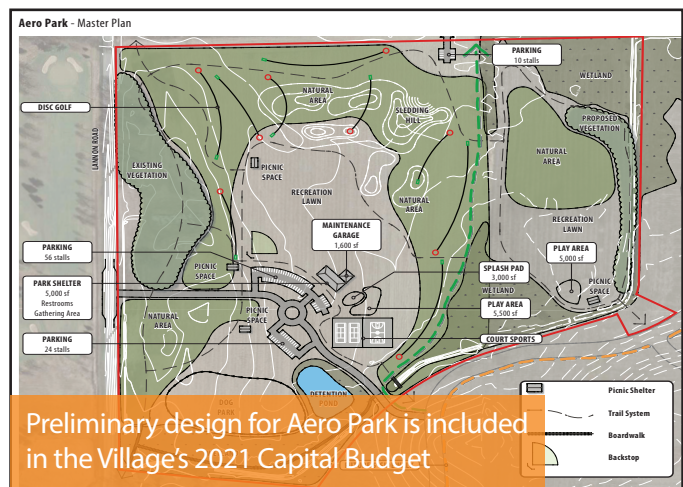 Aero Park - Master Plan
PARKING
10 stalls
WETLAND
DISC GOLF
NATURAL
AREA
SLEDDING
HILL
PROPOSED
VEGETATION
LANNON ROAD
EXISTING
VEGETATION
PICNIC
SPACE
NATURAL
AREA
RECREATION
LAWN
NATURAL
AREA
RECREATION
LAWN
MAINTENANCE
GARAGE
1,600 sf
PARKING
56 stalls
PLAY AREA
5,000 sf
PICNIC
SPACE
SPLASH PAD
3,000 sf
PARK SHELTER
5,000 sf
Restrooms
Gathering Area
PICNIC
SPACE
WETLAND
PLAY AREA
5,500 sf
NATURAL
AREA
PICNIC
SPACE
PARKING
24 stalls
COURT SPORTS
DETENTION
POND
DOG
PARK
Picnic Shelter
Trail System
Boardwalk
Backstop
Preliminary design for Aero Park is included
in the Village's 2021 Capital Budget